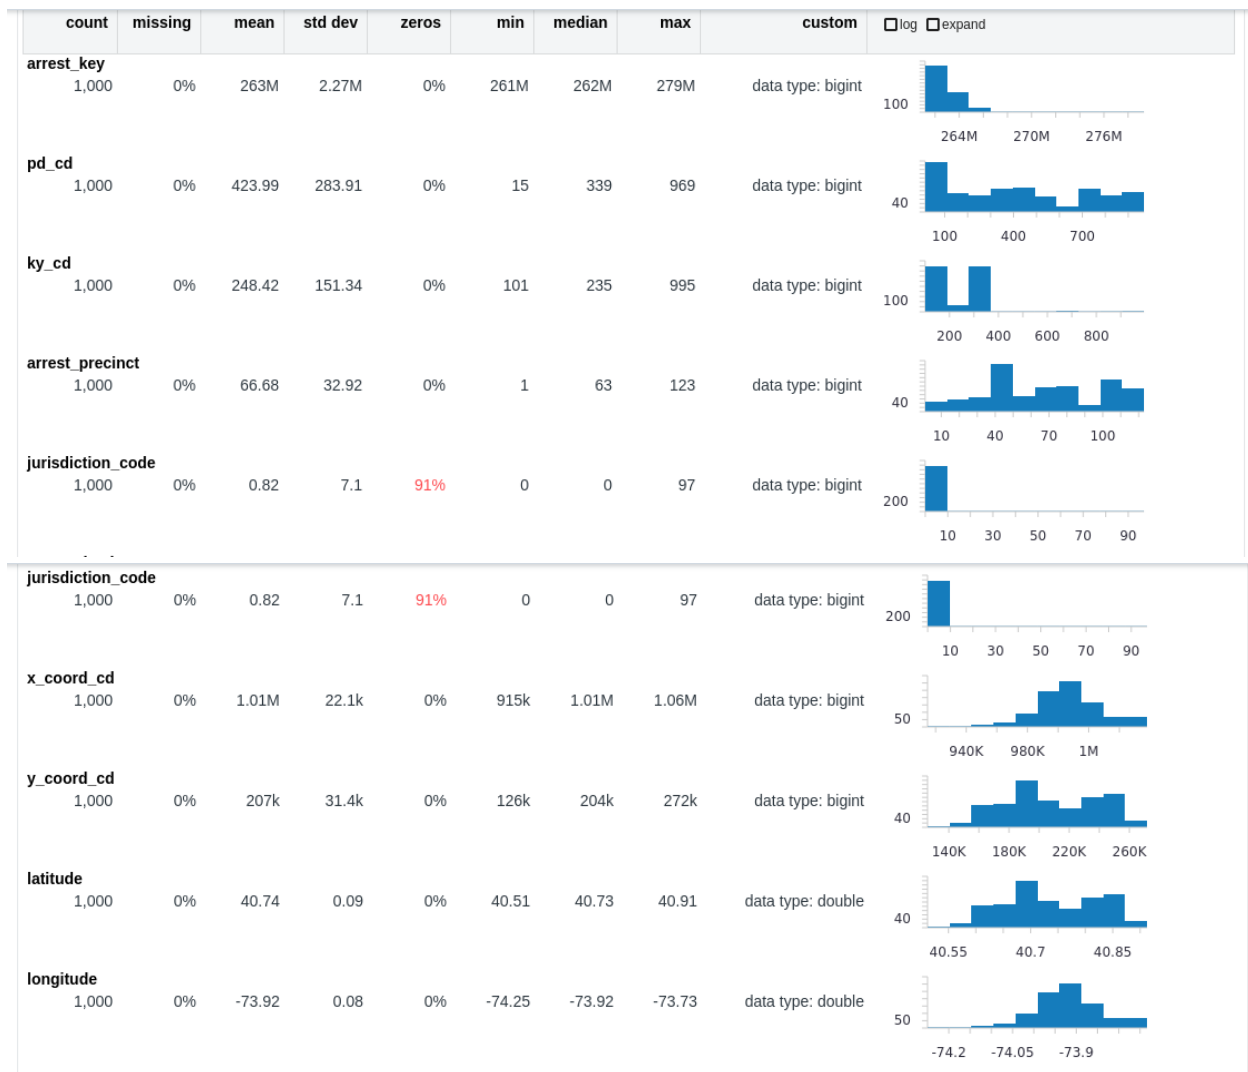 count missing mean std dev zeros min median max custom log expand
arrest_key
1,000 0% 263M 2.27M 0% 261M 262M 279M data type: bigint
100
264M 270M 276M
pd_cd
1,000 0% 423.99 283.91 0% 15 339 969 data type: bigint
40
100 400 700
ky_cd
1,000 0% 248.42 151.34 0% 101 235 995 data type: bigint
100
200 400 600 800
arrest_precinct
1,000 0% 66.68 32.92 0% 1 63 123 data type: bigint
40
10 40 70 100
jurisdiction_code
1,000 0% 0.82 7.1 91% 0 0 97 data type: bigint
200
10 30 50 70 90
jurisdiction_code
1,000 0% 0.82 7.1 91% 0 0 97 data type: bigint
200
10 30 50 70 90
x_coord_cd
1,000 0% 1.01M 22.1k 0% 915k 1.01M 1.06M data type: bigint
50
940K 980K 1M
y_coord_cd
1,000 0% 207k 31.4k 0% 126k 204k 272k data type: bigint
40
140K 180K 220K 260K
latitude
1,000 0% 40.74 0.09 0% 40.51 40.73 40.91 data type: double
40
40.55 40.7 40.85
longitude
1,000 0% -73.92 0.08 0% -74.25 -73.92 -73.73 data type: double
50
-74.2 -74.05 -73.9